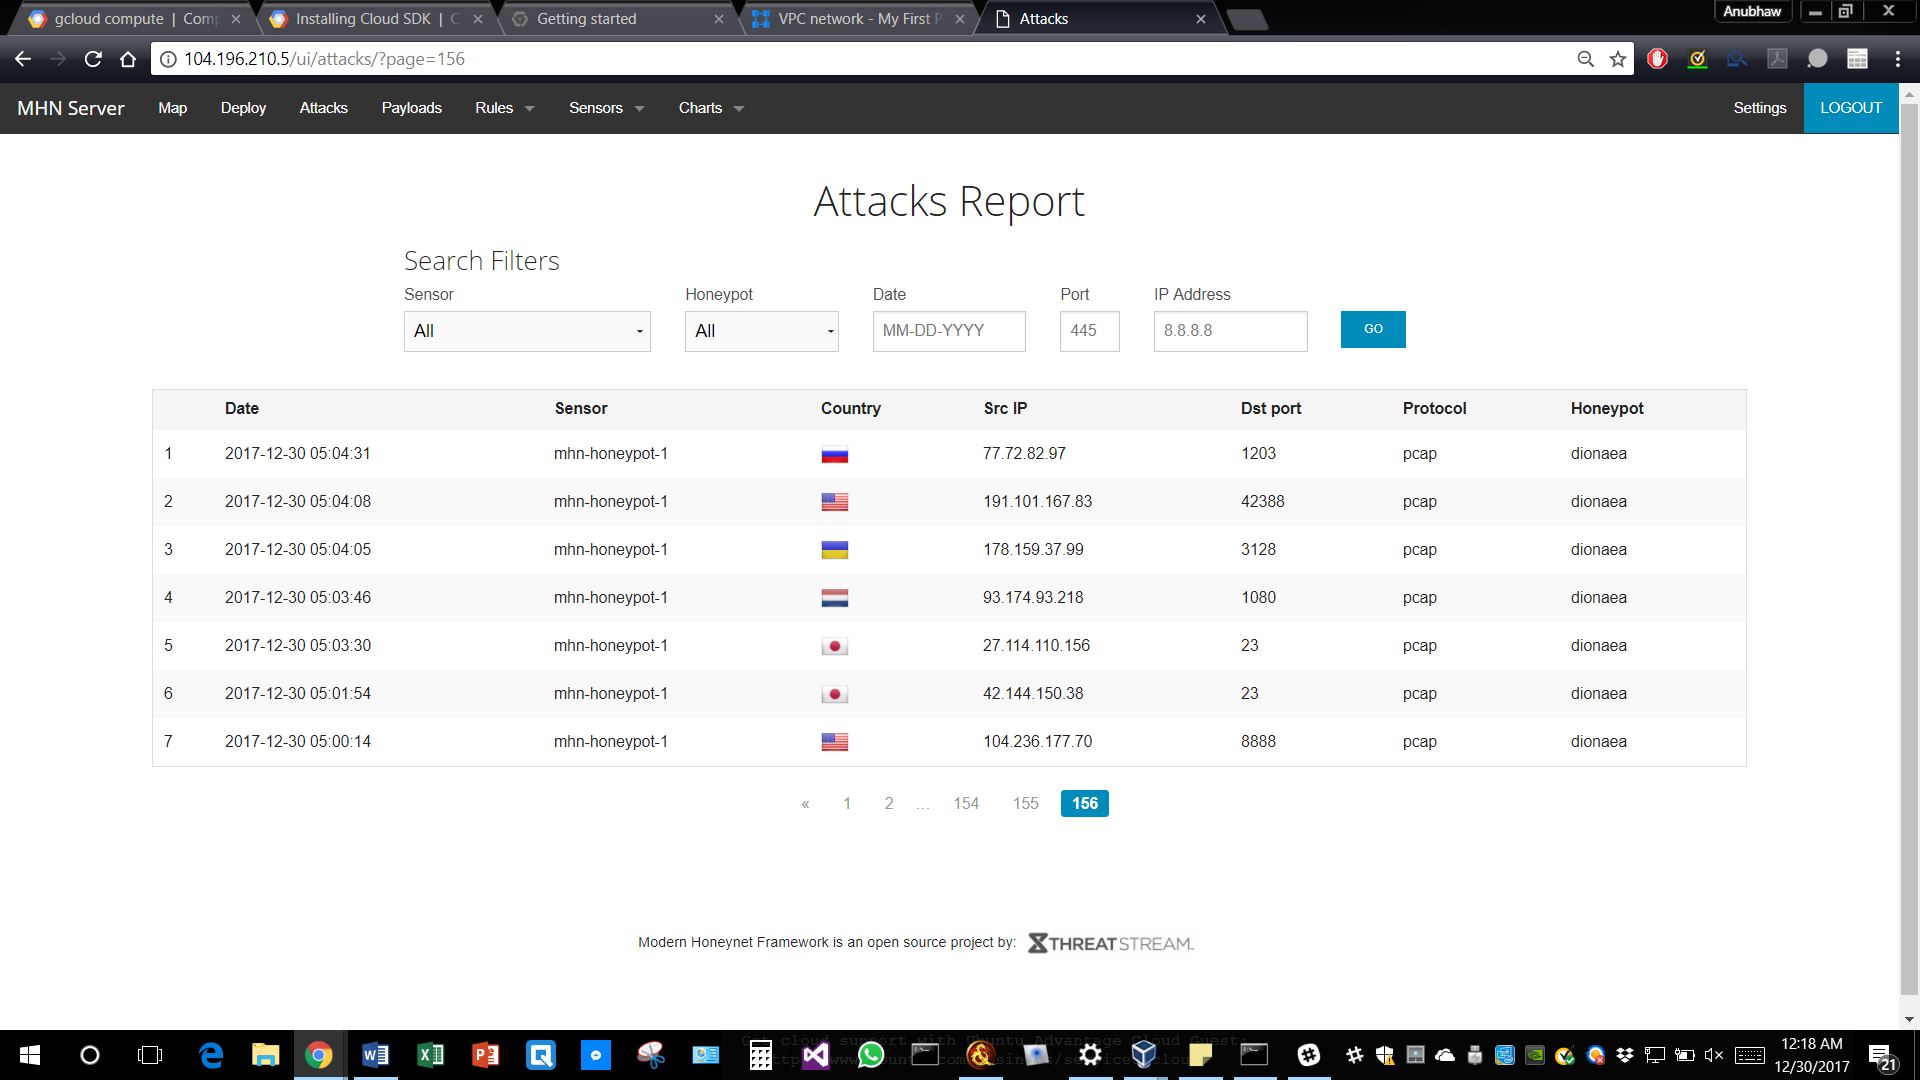 gcloud compute | Comp
Installing Cloud SDK | C
Getting started
VPC network - My First P
Attacks
Anubhaw
104.196.210.5/ui/attacks/?page=156
MHN Server
Map
Deploy
Attacks
Payloads
Rules
Sensors
Charts
Settings
LOGOUT
Attacks Report
Search Filters
Sensor Honeypot Date Port IP Address
All All MM-DD-YYYY 445 8.8.8.8 GO
Date Sensor Country Src IP Dst port Protocol Honeypot
1 2017-12-30 05:04:31 mhn-honeypot-1 77.72.82.97 1203 pcap dionaea
2 2017-12-30 05:04:08 mhn-honeypot-1 191.101.167.83 42388 pcap dionaea
3 2017-12-30 05:04:05 mhn-honeypot-1 178.159.37.99 3128 pcap dionaea
4 2017-12-30 05:03:46 mhn-honeypot-1 93.174.93.218 1080 pcap dionaea
5 2017-12-30 05:03:30 mhn-honeypot-1 27.114.110.156 23 pcap dionaea
6 2017-12-30 05:01:54 mhn-honeypot-1 42.144.150.38 23 pcap dionaea
7 2017-12-30 05:00:14 mhn-honeypot-1 104.236.177.70 8888 pcap dionaea
« 1 2 ... 154 155 156
Modern Honeynet Framework is an open source project by: THREATSTREAM
cloud support with Ubuntu Advantage Cloud Guest:
12:18 AM
12/30/2017
21